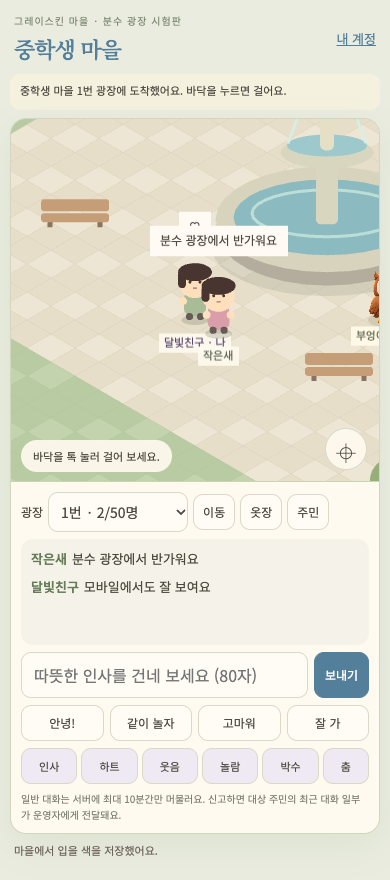 그레이스킨 마을 · 분수 광장 시험판
중학생 마을
내 계정
중학생 마을 1번 광장에 도착했어요. 바닥을 누르면 걸어요.
분수 광장에서 반가워요
달빛친구 · 나
작은새
바닥을 톡 눌러 걸어 보세요.
광장
1번 · 2/50명
이동
옷장
주민
작은새 분수 광장에서 반가워요
달빛친구 모바일에서도 잘 보여요
따뜻한 인사를 건네 보세요 (80자)
보내기
안녕!
같이 놀자
고마워
잘 가
인사
하트
웃음
놀람
박수
춤
일반 대화는 서버에 최대 10분간만 머물러요. 신고하면 대상 주민의 최근 대화 일부
가 운영자에게 전달돼요.
마을에서 입을 색을 저장했어요.